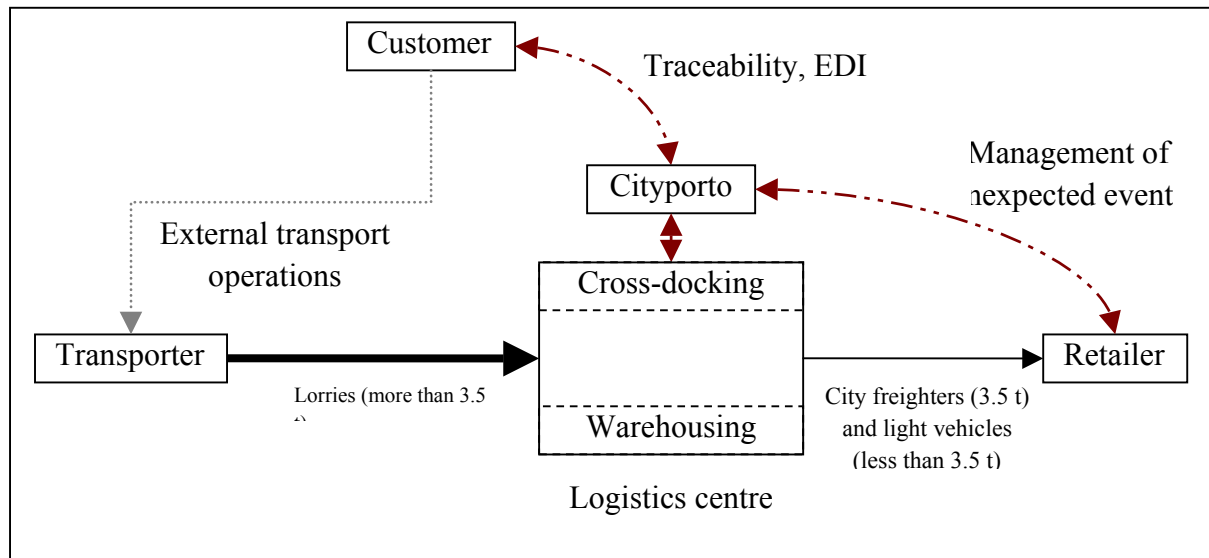 Customer
Traceability, EDI
Management of
nexpected event
Cityporto
External transport
operations
Cross-docking
Transporter
Retailer
Lorries (more than 3.5
City freighters (3.5 t)
and light vehicles
(less than 3.5 t)
Warehousing
Logistics centre